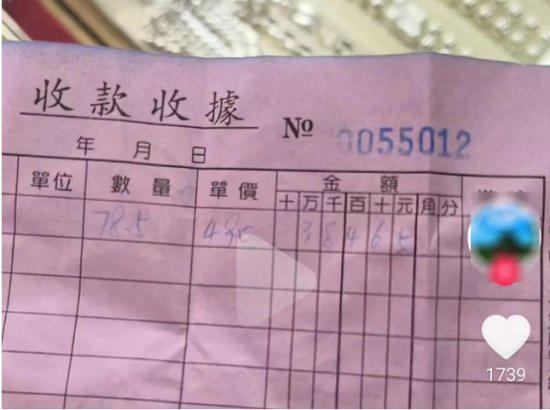 收款收據
№ 0055012
年 月 日
單位 數量 單價 金額
十万千百十元角分
78.5 490 38465
1739